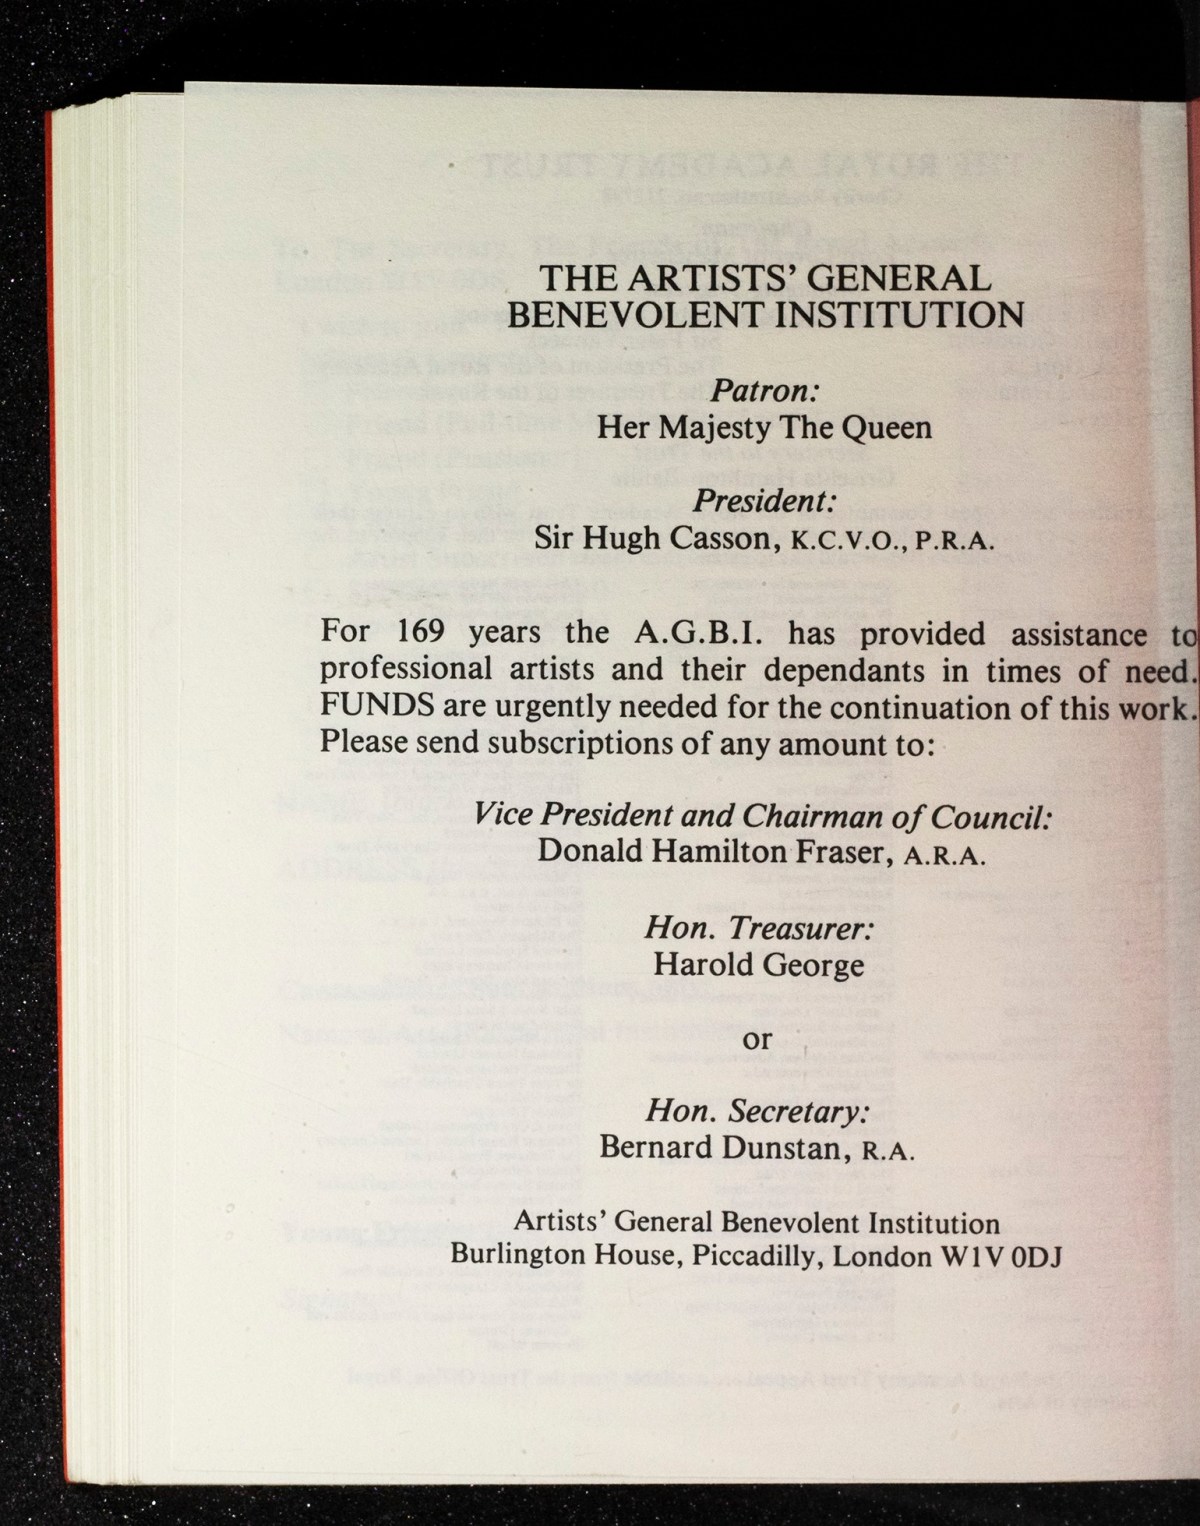 THE ARTISTS’ GENERAL
BENEVOLENT INSTITUTION
Patron:
Her Majesty The Queen
President:
Sir Hugh Casson, K.C.V.O., P.R.A.
For 169 years the A.G.B.I. has provided assistance to
professional artists and their dependants in times of need.
FUNDS are urgently needed for the continuation of this work.
Please send subscriptions of any amount to:
Vice President and Chairman of Council:
Donald Hamilton Fraser, A.R.A.
Hon. Treasurer:
Harold George
or
Hon. Secretary:
Bernard Dunstan, R.A.
Artists’ General Benevolent Institution
Burlington House, Piccadilly, London W1V 0DJ